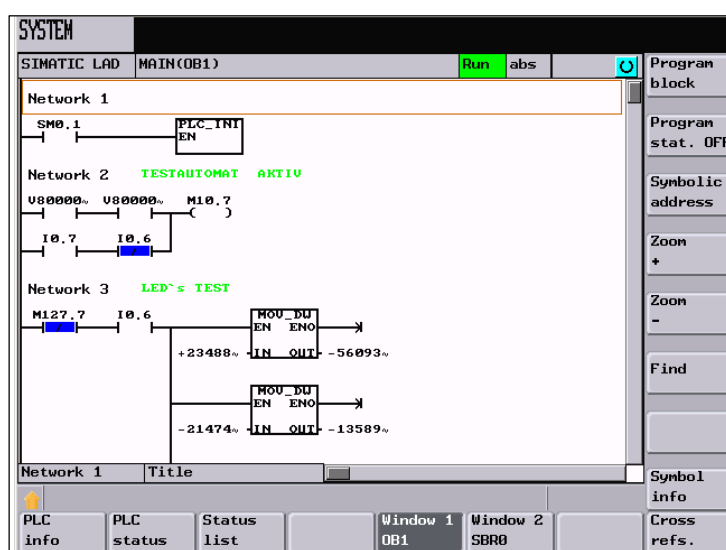 SYSTEM
SIMATIC LAD MAIN(OB1) Run abs
Network 1
SM0.1 PLC_INI
EN
Network 2 TESTAUTOMAT AKTIV
V80000~ V80000~ M10.7
I0.7 I0.6
Network 3 LED`s TEST
M127.7 I0.6 MOV_DW
EN ENO
+23488~ IN OUT -56093~
MOV_DW
EN ENO
-21474~ IN OUT -13589~
Network 1 Title
Program
block
Program
stat. OFF
Symbolic
address
Zoom
+
Zoom
-
Find
Symbol
info
Cross
refs.
PLC
info
PLC
status
Status
list
Window 1
OB1
Window 2
SBR0